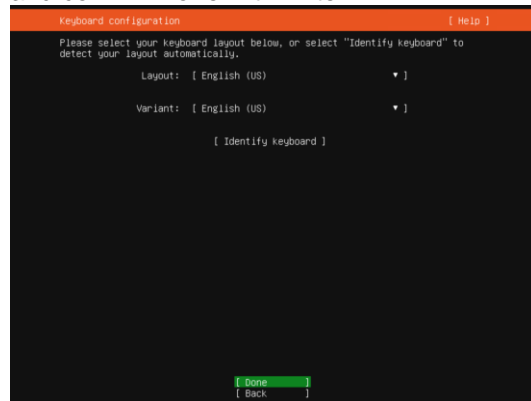 Keyboard configuration [ Help ]
Please select your keyboard layout below, or select "Identify keyboard" to
detect your layout automatically.
Layout: [ English (US) ▾ ]
Variant: [ English (US) ▾ ]
[ Identify keyboard ]
[ Done ]
[ Back ]